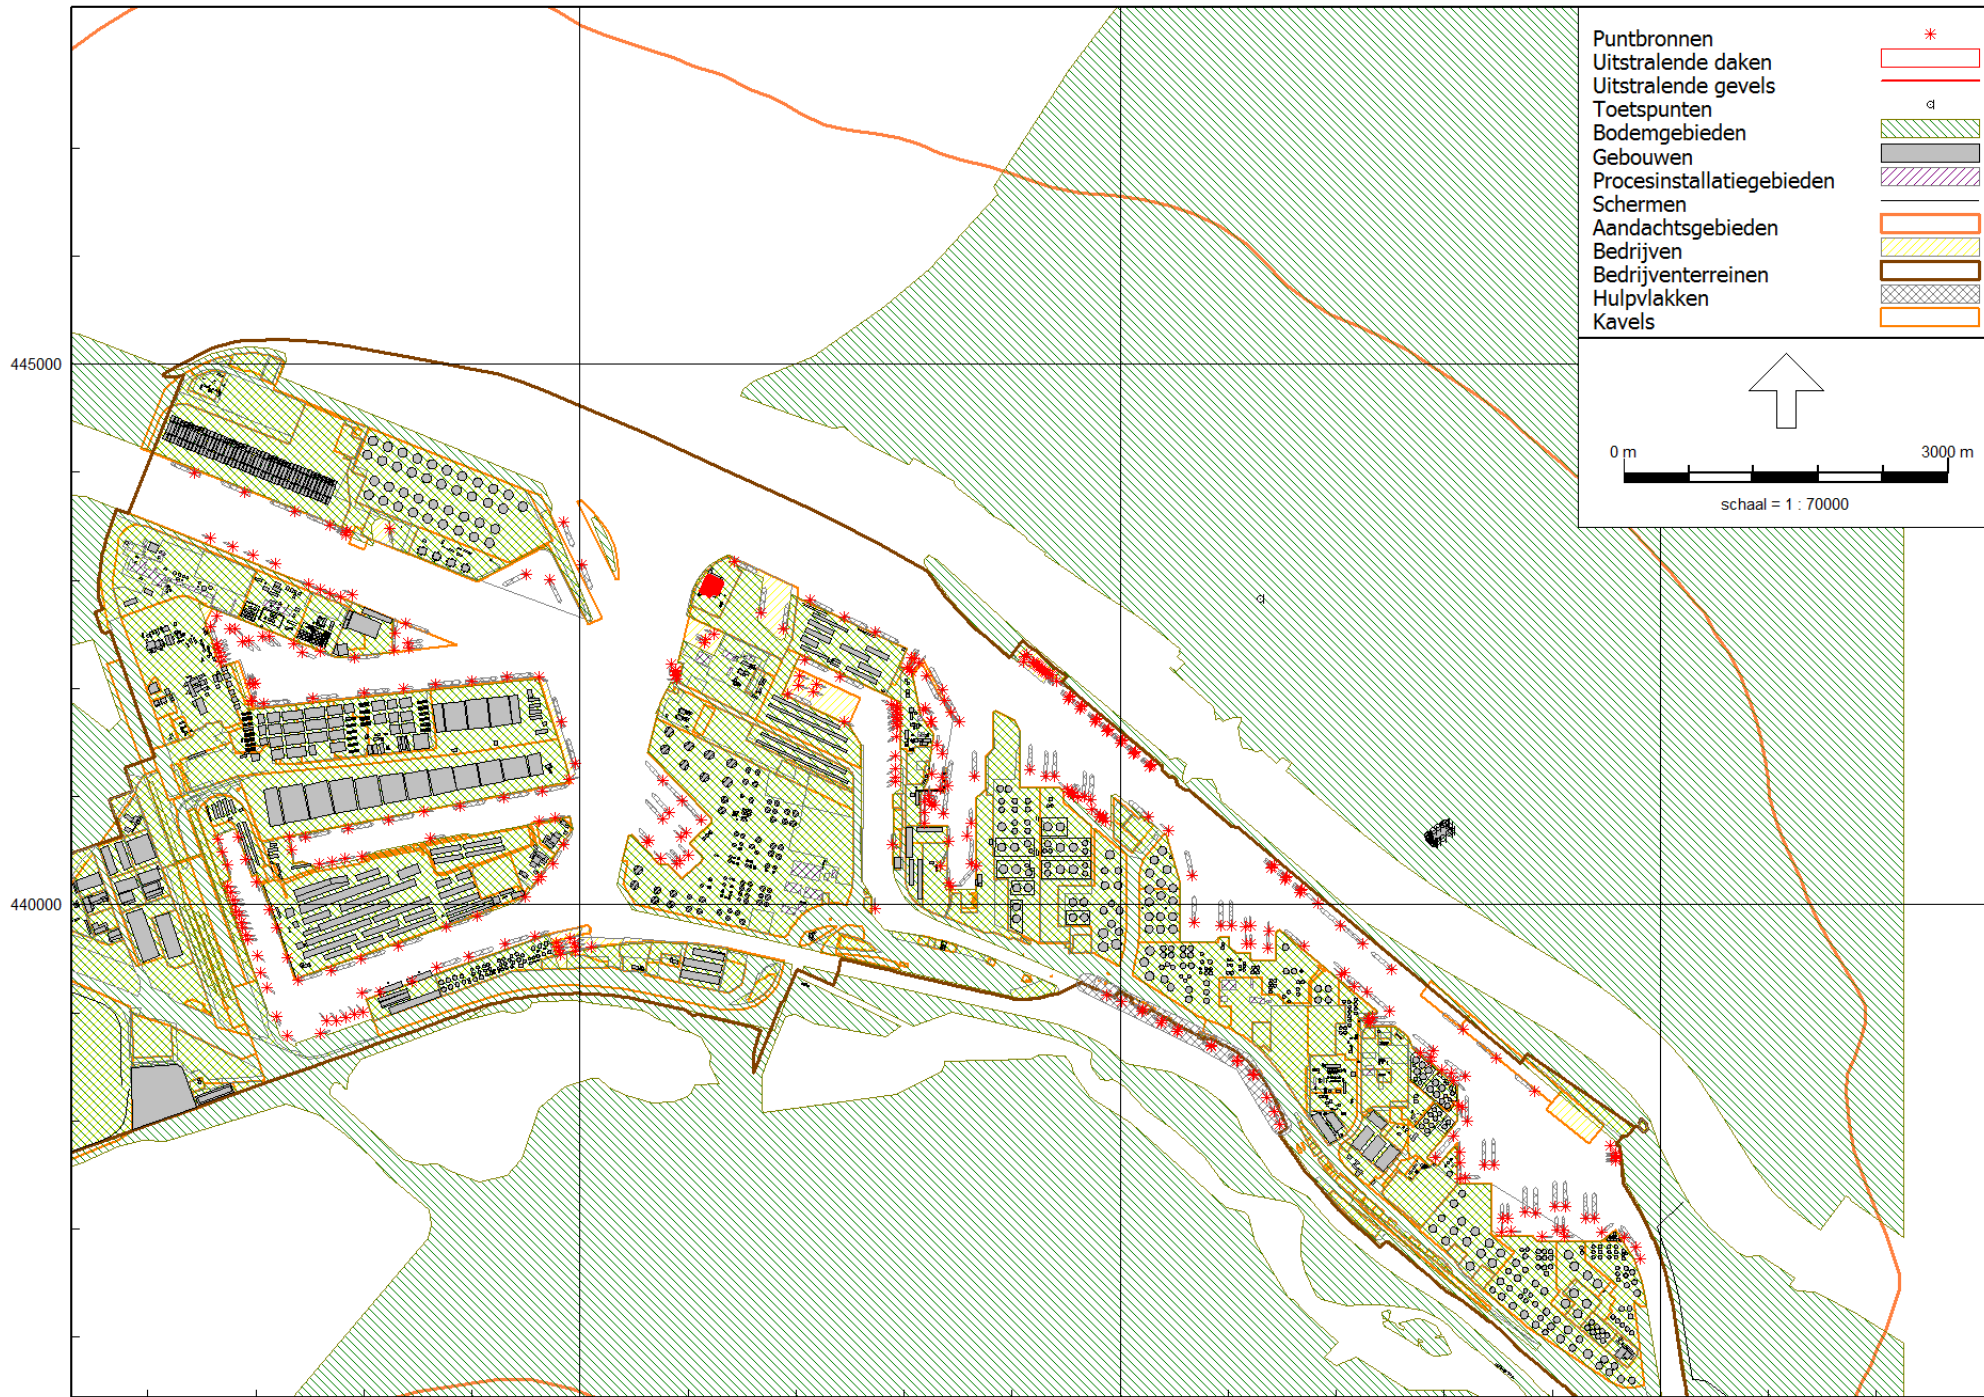 Puntbronnen
Uitstralende daken
Uitstralende gevels
Toetspunten
Bodemgebieden
Gebouwen
Procesinstallatiegebieden
Schermen
Aandachtsgebieden
Bedrijven
Bedrijventerreinen
Hulpvlakken
Kavels
445000
0 m 3000 m
schaal = 1 : 70000
440000